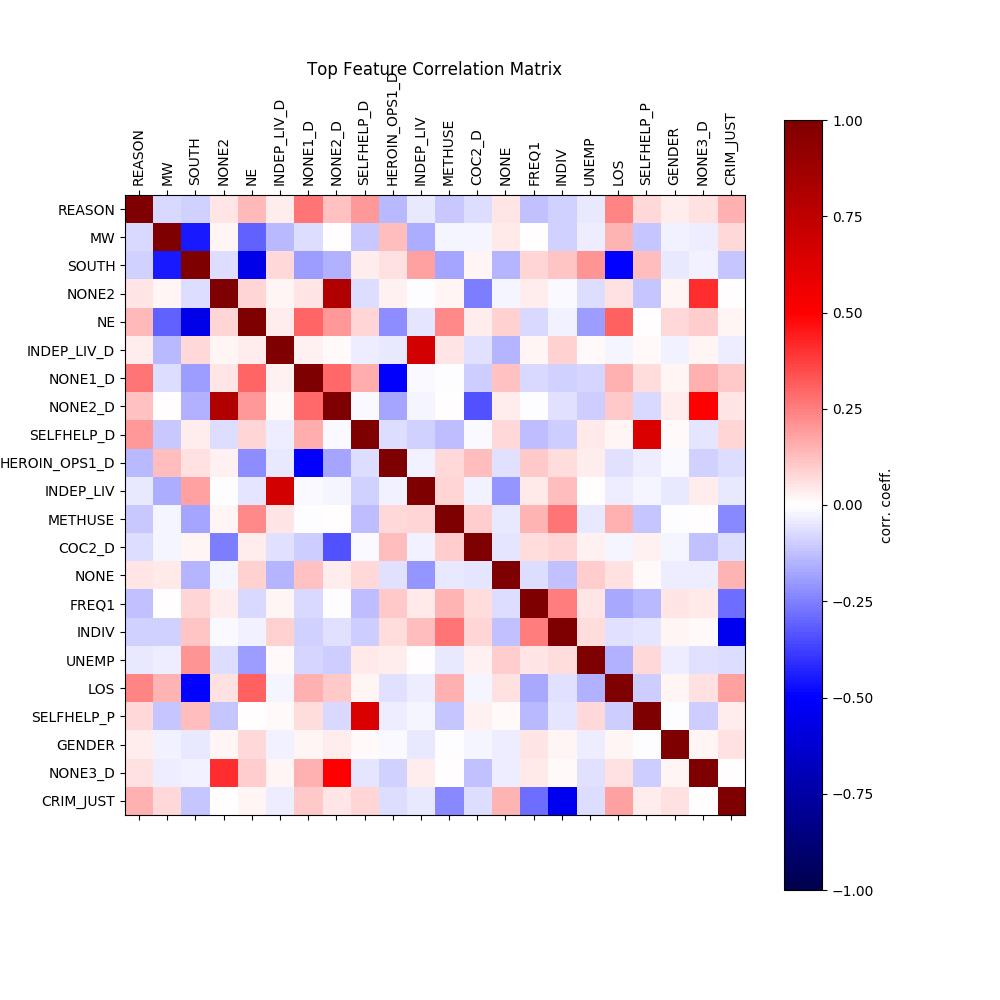 Top Feature Correlation Matrix
REASON
MW
SOUTH
NONE2
NE
INDEP_LIV_D
NONE1_D
NONE2_D
SELFHELP_D
HEROIN_OPS1_D
INDEP_LIV
METHUSE
COC2_D
NONE
FREQ1
INDIV
UNEMP
LOS
SELFHELP_P
GENDER
NONE3_D
CRIM_JUST
REASON
MW
SOUTH
NONE2
NE
INDEP_LIV_D
NONE1_D
NONE2_D
SELFHELP_D
HEROIN_OPS1_D
INDEP_LIV
METHUSE
COC2_D
NONE
FREQ1
INDIV
UNEMP
LOS
SELFHELP_P
GENDER
NONE3_D
CRIM_JUST
1.00
0.75
0.50
0.25
0.00
−0.25
−0.50
−0.75
−1.00
corr. coeff.